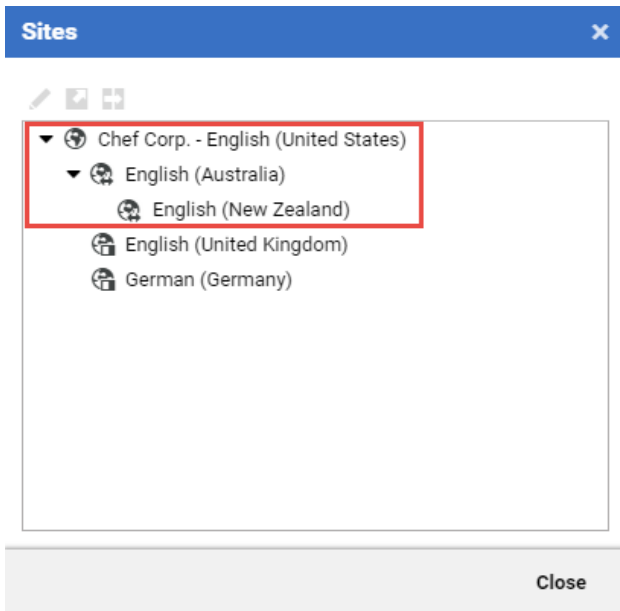 Sites
Chef Corp. - English (United States)
English (Australia)
English (New Zealand)
English (United Kingdom)
German (Germany)
Close